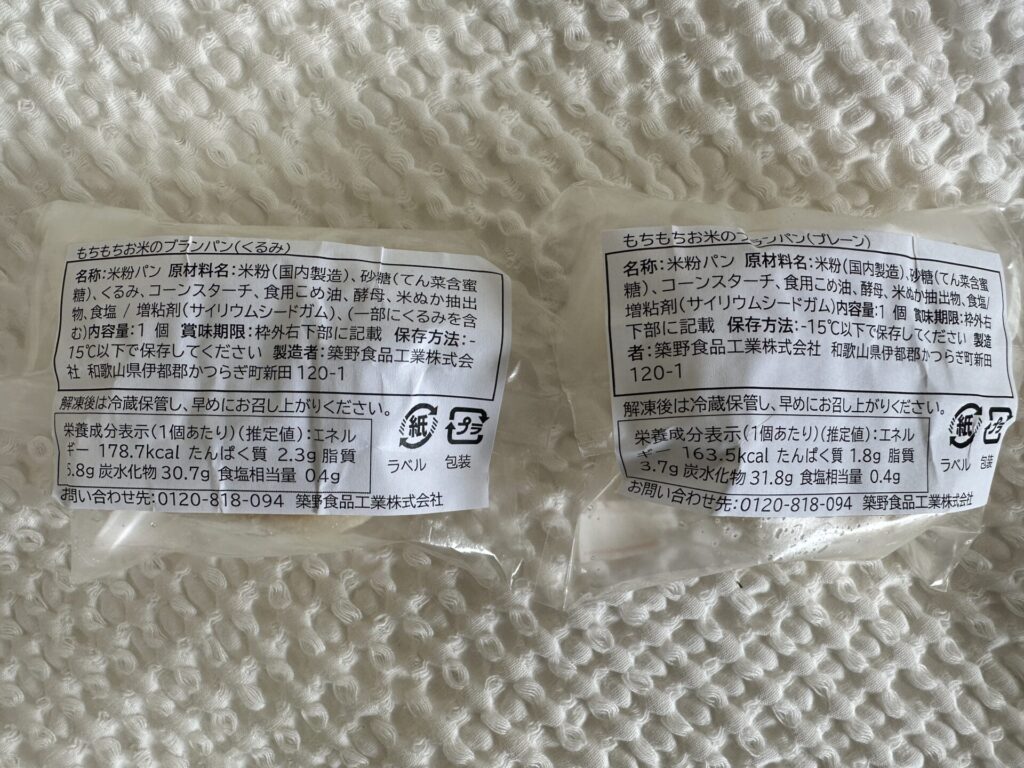 もちもちお米のブランパン(くるみ)
名称:米粉パン 原材料名:米粉(国内製造)、砂糖(てん菜含蜜
糖)、くるみ、コーンスターチ、食用こめ油、酵母、米ぬか抽出
物、食塩 / 増粘剤(サイリウムシードガム)、(一部にくるみを含
む)内容量:1 個 賞味期限:枠外右下部に記載 保存方法:-
15℃以下で保存してください 製造者:築野食品工業株式会
社 和歌山県伊都郡かつらぎ町新田 120-1
解凍後は冷蔵保管し、早めにお召し上がりください。
紙
ラベル
プラ
包装
栄養成分表示(1個あたり)(推定値):エネル
ギー 178.7kcal たんぱく質 2.3g 脂質
.8g 炭水化物 30.7g 食塩相当量 0.4g
お問い合わせ先:0120-818-094 築野食品工業株式会社
もちもちお米のブランパン(プレーン)
名称:米粉パン 原材料名:米粉(国内製造)、砂糖(てん菜含蜜
糖)、コーンスターチ、食用こめ油、酵母、米ぬか抽出物、食塩/
増粘剤(サイリウムシードガム)内容量:1個 賞味期限:枠外右
下部に記載 保存方法:-15℃以下で保存してください 製造
者:築野食品工業株式会社 和歌山県伊都郡かつらぎ町新田
120-1
解凍後は冷蔵保管し、早めにお召し上がりください。
紙
ラベル
プラ
包装
栄養成分表示(1個あたり)(推定値):エネル
ギー 163.5kcal たんぱく質 1.8g 脂質
3.7g 炭水化物 31.8g 食塩相当量 0.4g
お問い合わせ先:0120-818-094 築野食品工業株式会社